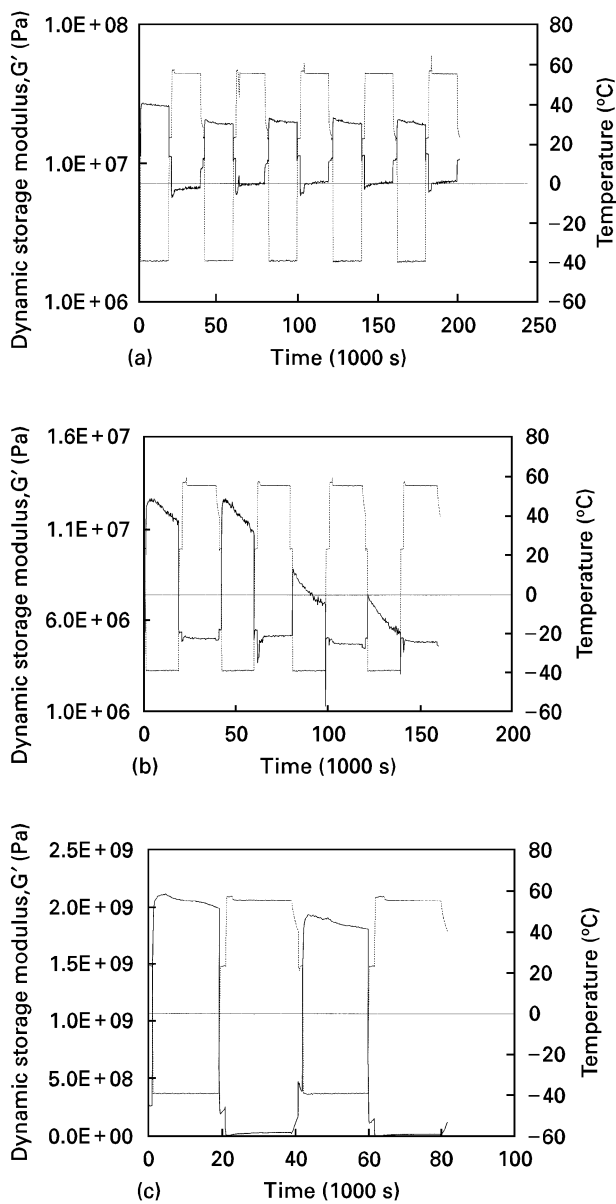 1.0E+08
1.0E+07
1.0E+06
Dynamic storage modulus,G′ (Pa)
80
60
40
20
0
−20
−40
−60
Temperature (°C)
0 50 100 150 200 250
(a) Time (1000 s)
1.6E+07
1.1E+07
6.0E+06
1.0E+06
Dynamic storage modulus,G′ (Pa)
80
60
40
20
0
−20
−40
−60
Temperature (°C)
0 50 100 150 200
(b) Time (1000 s)
2.5E+09
2.0E+09
1.5E+09
1.0E+09
5.0E+08
0.0E+00
Dynamic storage modulus,G′ (Pa)
80
60
40
20
0
−20
−40
−60
Temperature (°C)
0 20 40 60 80 100
(c) Time (1000 s)